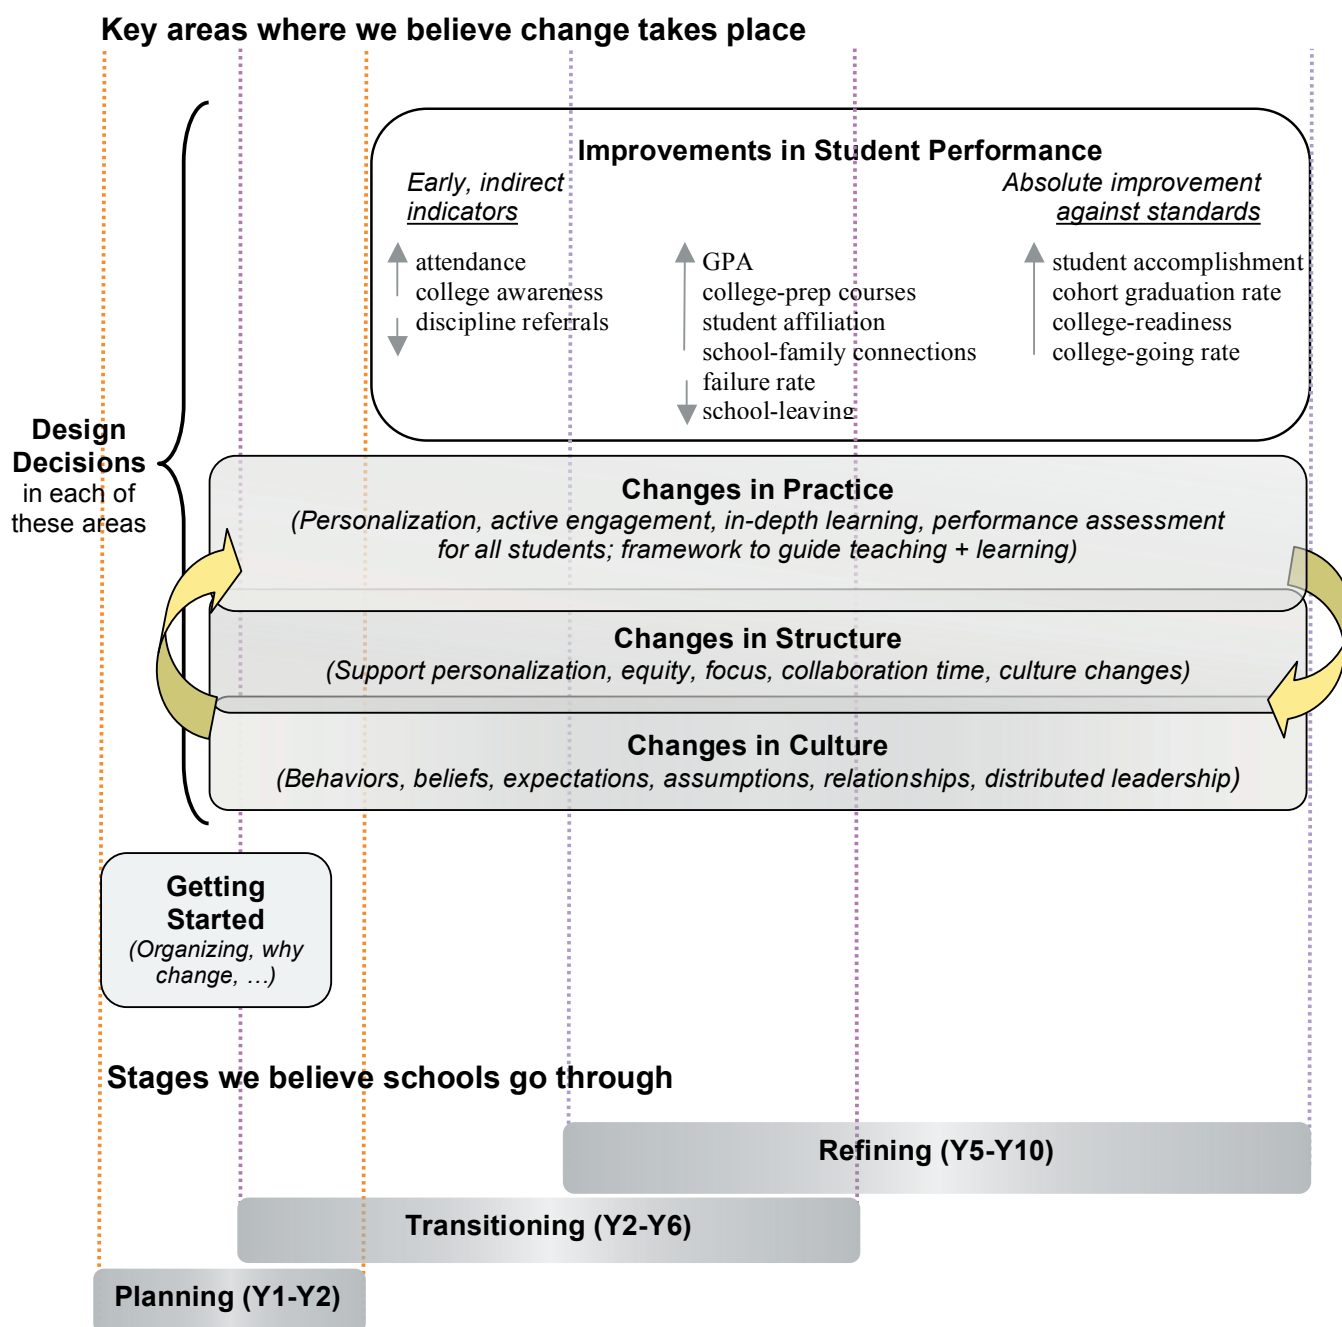 Key areas where we believe change takes place
Improvements in Student Performance
Early, indirect
indicators
attendance
college awareness
discipline referrals
GPA
college-prep courses
student affiliation
school-family connections
failure rate
school-leaving
Absolute improvement
against standards
student accomplishment
cohort graduation rate
college-readiness
college-going rate
Design
Decisions
in each of
these areas
Changes in Practice
(Personalization, active engagement, in-depth learning, performance assessment
for all students; framework to guide teaching + learning)
Changes in Structure
(Support personalization, equity, focus, collaboration time, culture changes)
Changes in Culture
(Behaviors, beliefs, expectations, assumptions, relationships, distributed leadership)
Getting
Started
(Organizing, why
change, …)
Stages we believe schools go through
Refining (Y5-Y10)
Transitioning (Y2-Y6)
Planning (Y1-Y2)